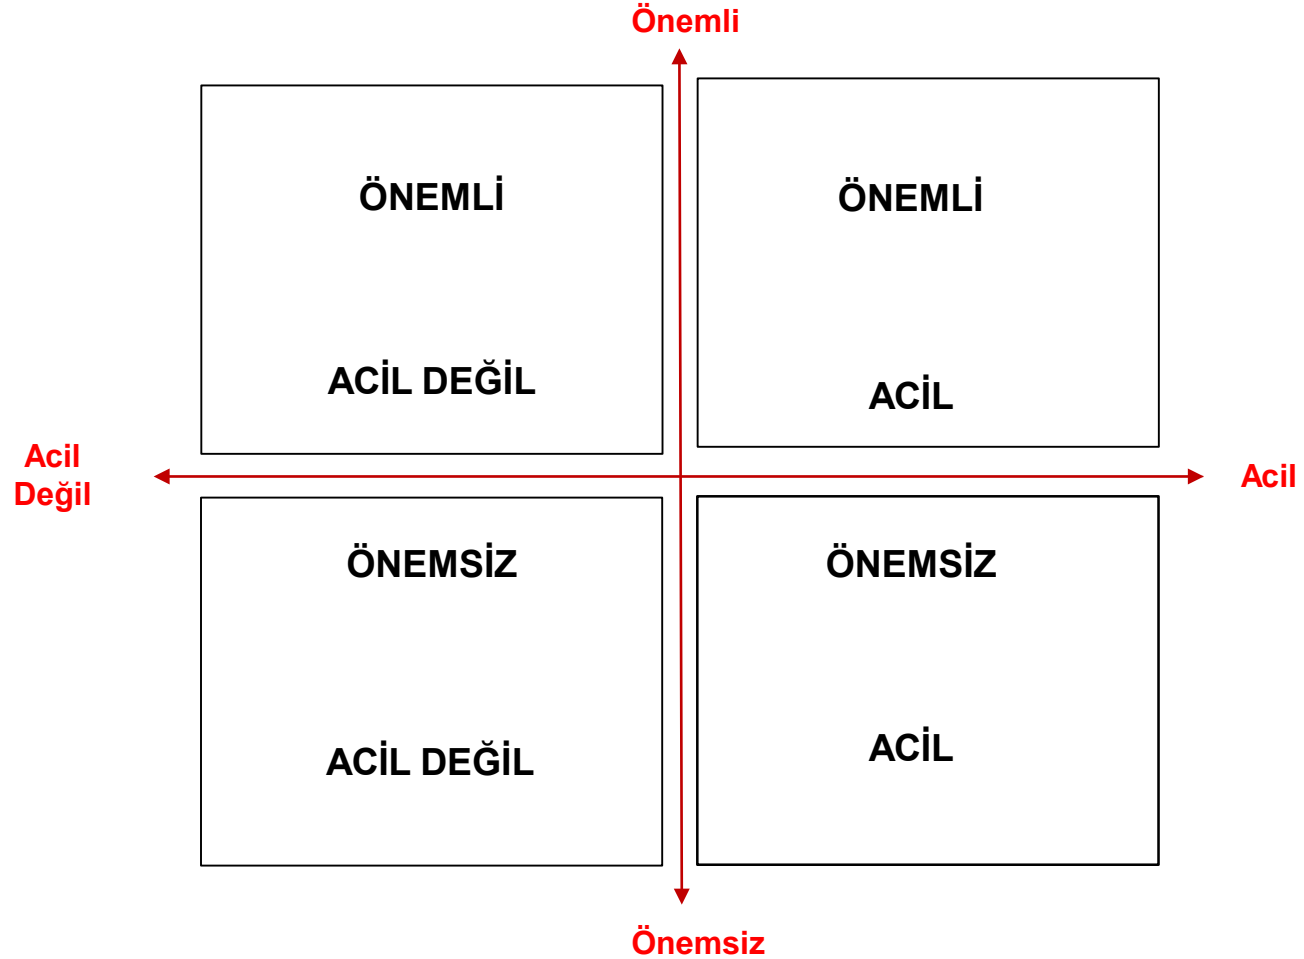 Önemli
ÖNEMLİ
ACİL DEĞİL
ÖNEMLİ
ACİL
Acil
Değil
Acil
ÖNEMSİZ
ACİL DEĞİL
ÖNEMSİZ
ACİL
Önemsiz